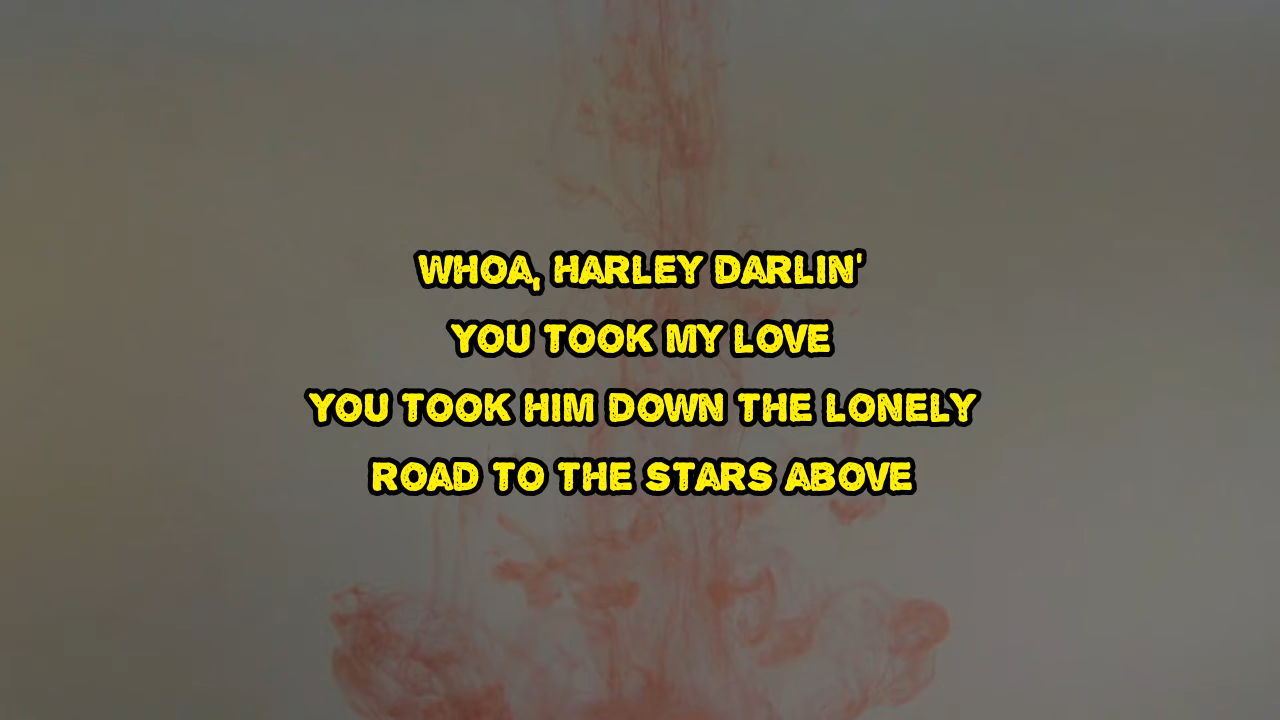 WHOA, HARLEY DARLIN'
YOU TOOK MY LOVE
YOU TOOK HIM DOWN THE LONELY
ROAD TO THE STARS ABOVE